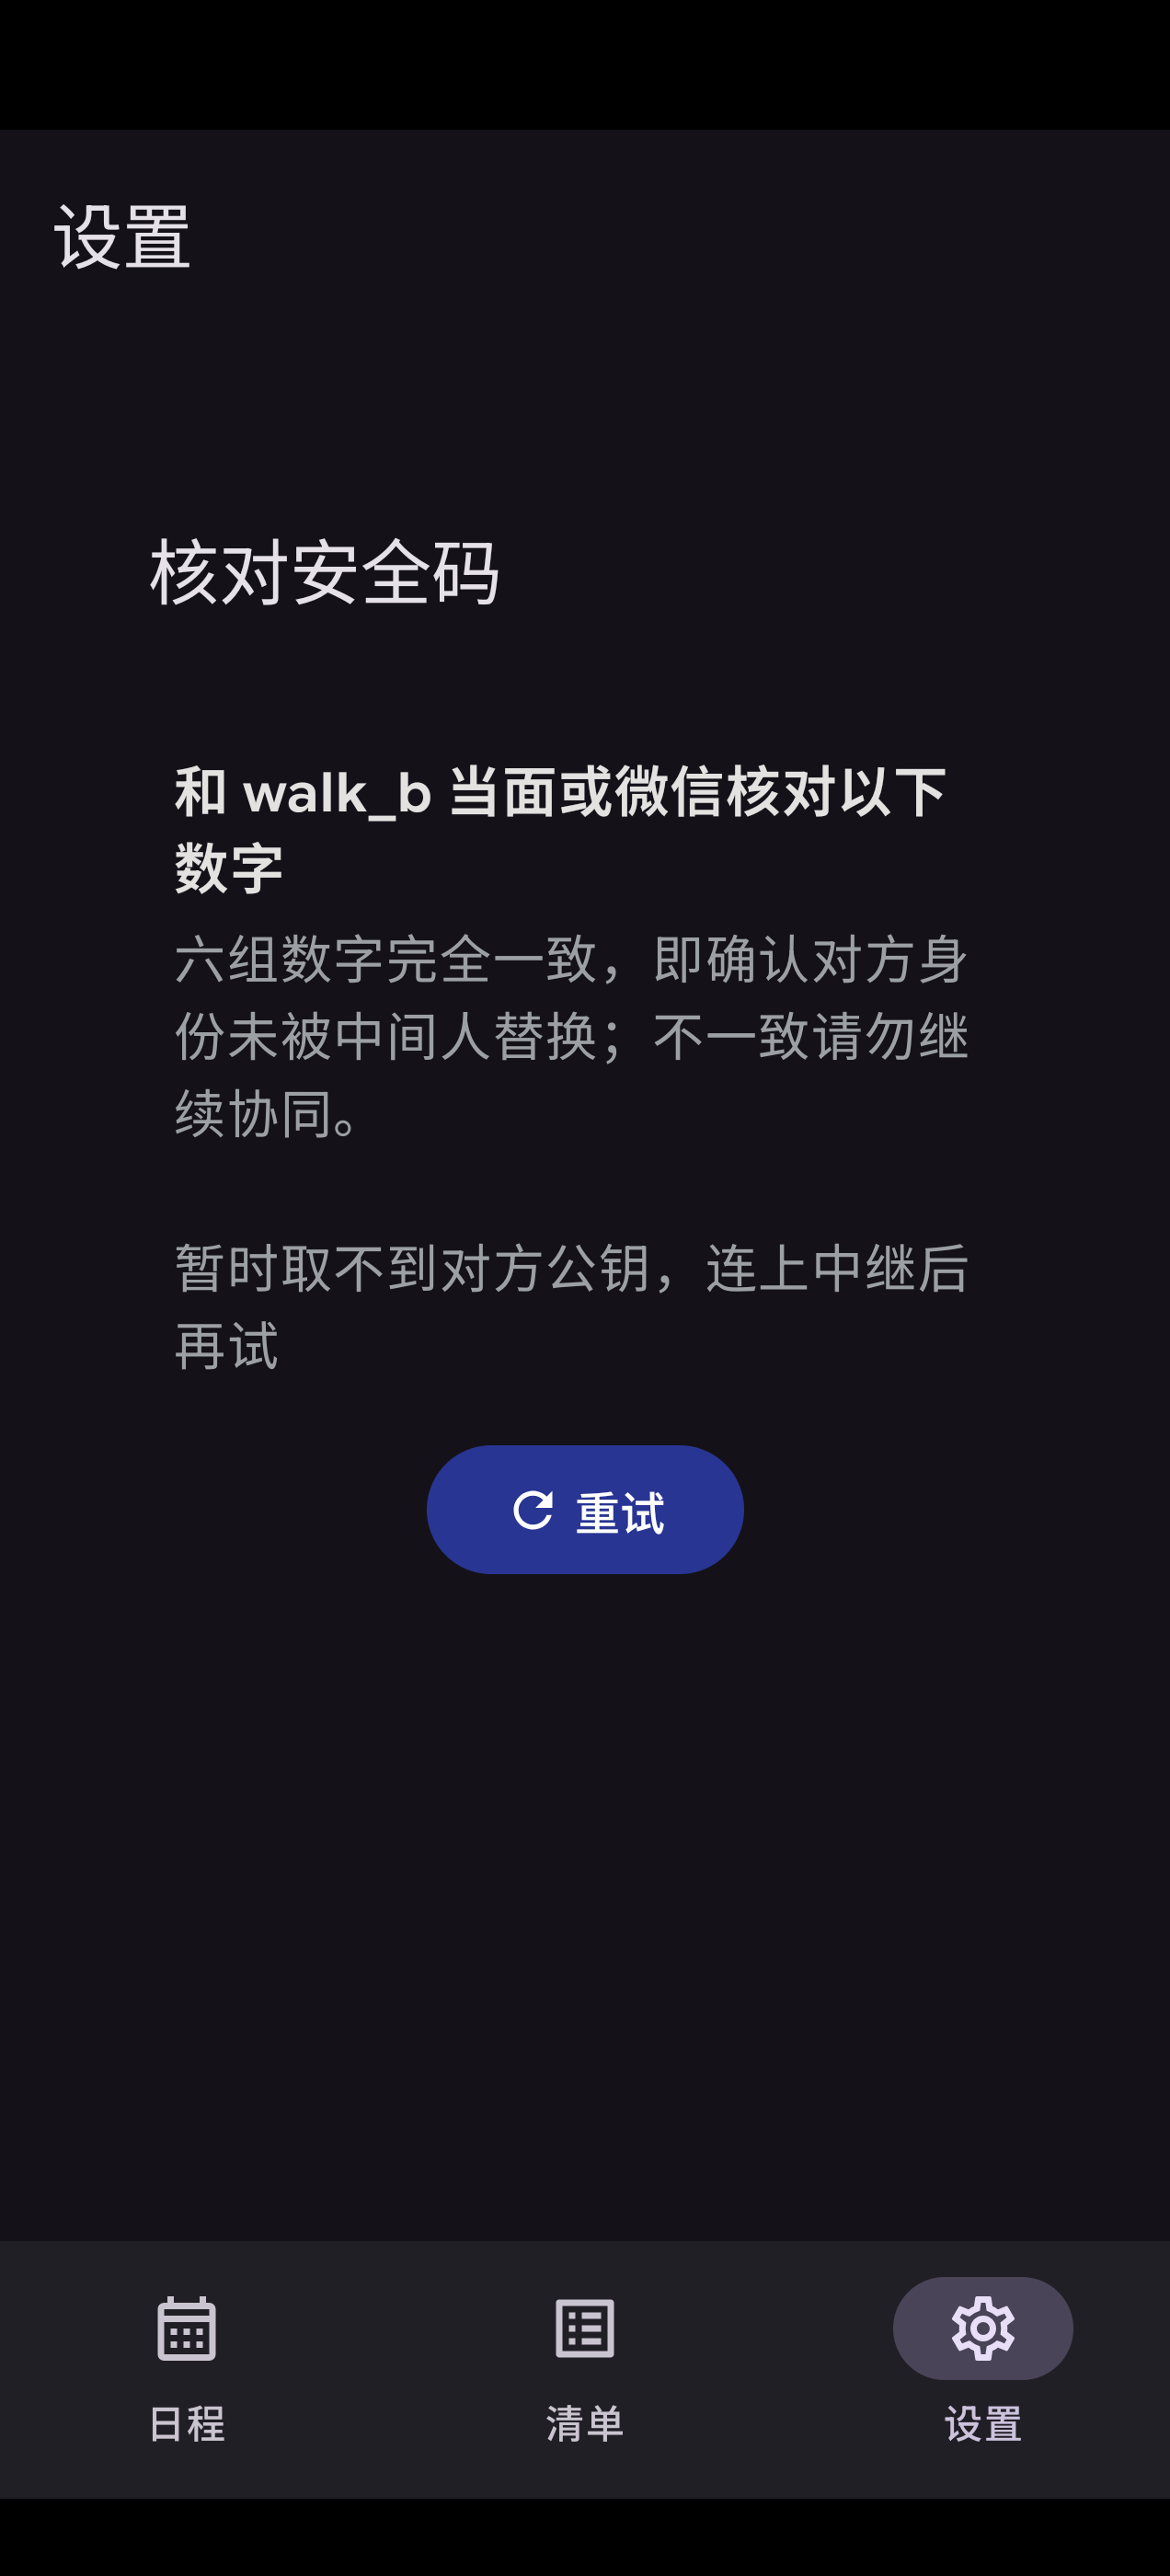 设置
核对安全码
和 walk_b 当面或微信核对以下
数字
六组数字完全一致，即确认对方身
份未被中间人替换；不一致请勿继
续协同。
暂时取不到对方公钥，连上中继后
再试
重试
日程
清单
设置